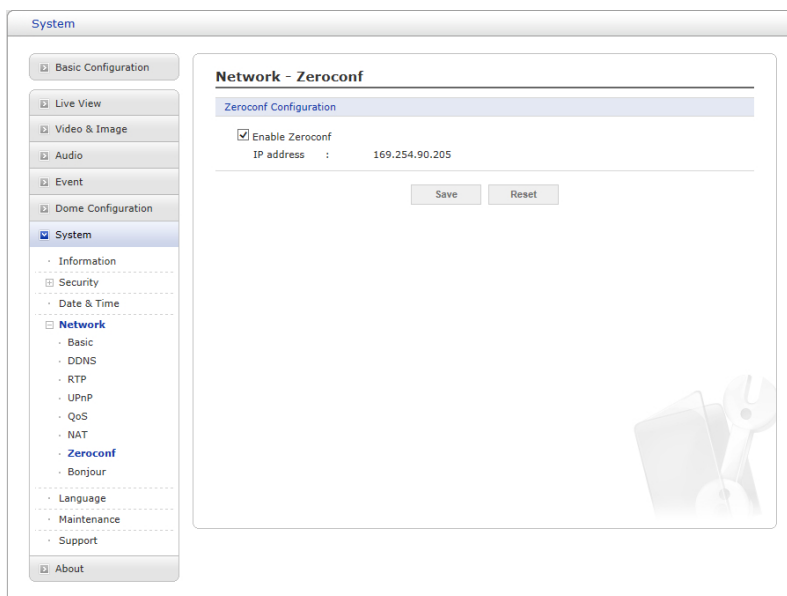 System
Basic Configuration
Live View
Video & Image
Audio
Event
Dome Configuration
System
Information
Security
Date & Time
Network
Basic
DDNS
RTP
UPnP
QoS
NAT
Zeroconf
Bonjour
Language
Maintenance
Support
About
Network - Zeroconf
Zeroconf Configuration
Enable Zeroconf
IP address : 169.254.90.205
Save Reset